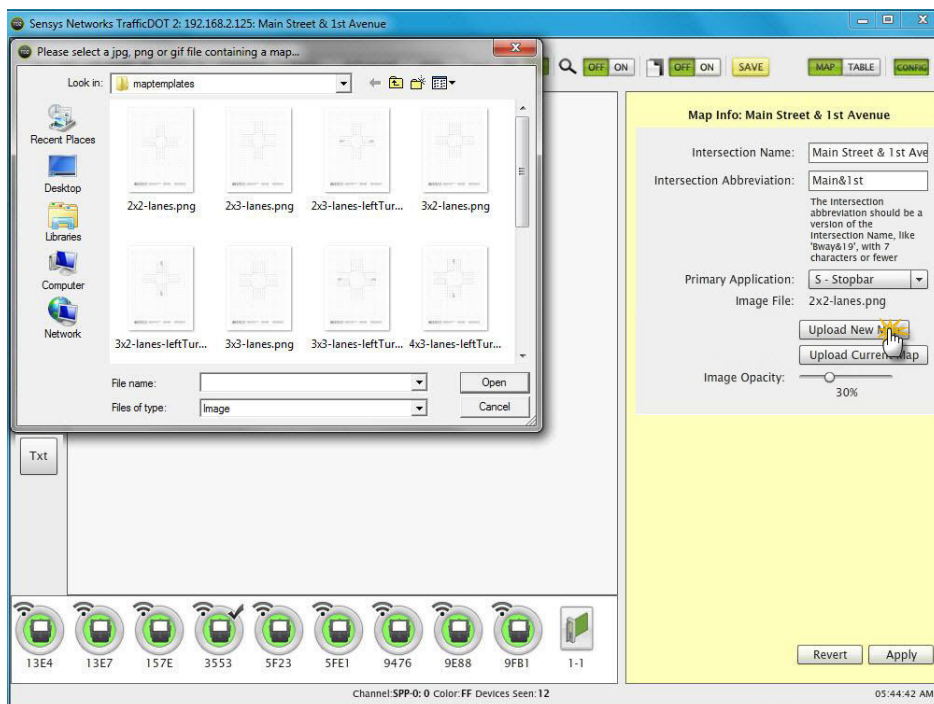 Sensys Networks TrafficDOT 2: 192.168.2.125: Main Street & 1st Avenue
Please select a jpg, png or gif file containing a map...
Look in: maptemplates
Recent Places
Desktop
Libraries
Computer
Network
2x2-lanes.png 2x3-lanes.png 2x3-lanes-leftTur... 3x2-lanes.png
3x2-lanes-leftTur... 3x3-lanes.png 3x3-lanes-leftTur... 4x3-lanes-leftTur...
File name: Open
Files of type: Image Cancel
OFF ON OFF ON SAVE MAP TABLE CONFIG
Map Info: Main Street & 1st Avenue
Intersection Name: Main Street & 1st Ave
Intersection Abbreviation: Main&1st
The Intersection
abbreviation should be a
version of the
Intersection Name, like
'Bway&19', with 7
characters or fewer
Primary Application: S - Stopbar
Image File: 2x2-lanes.png
Upload New
Upload Current Map
Image Opacity:
30%
Txt
13E4 13E7 157E 3553 5F23 5FE1 9476 9E88 9FB1 1-1
Revert Apply
Channel:SPP-0: 0 Color:FF Devices Seen:12 05:44:42 AM